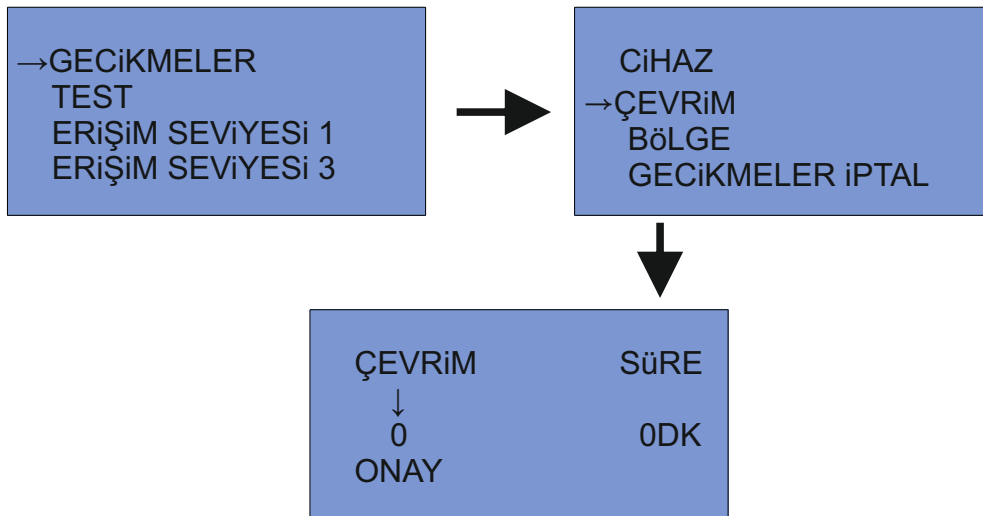 →GECiKMELER
TEST
ERiŞiM SEViYESi 1
ERiŞiM SEViYESi 3
CiHAZ
→ÇEVRiM
BöLGE
GECiKMELER iPTAL
ÇEVRiM SüRE
↓
0 0DK
ONAY